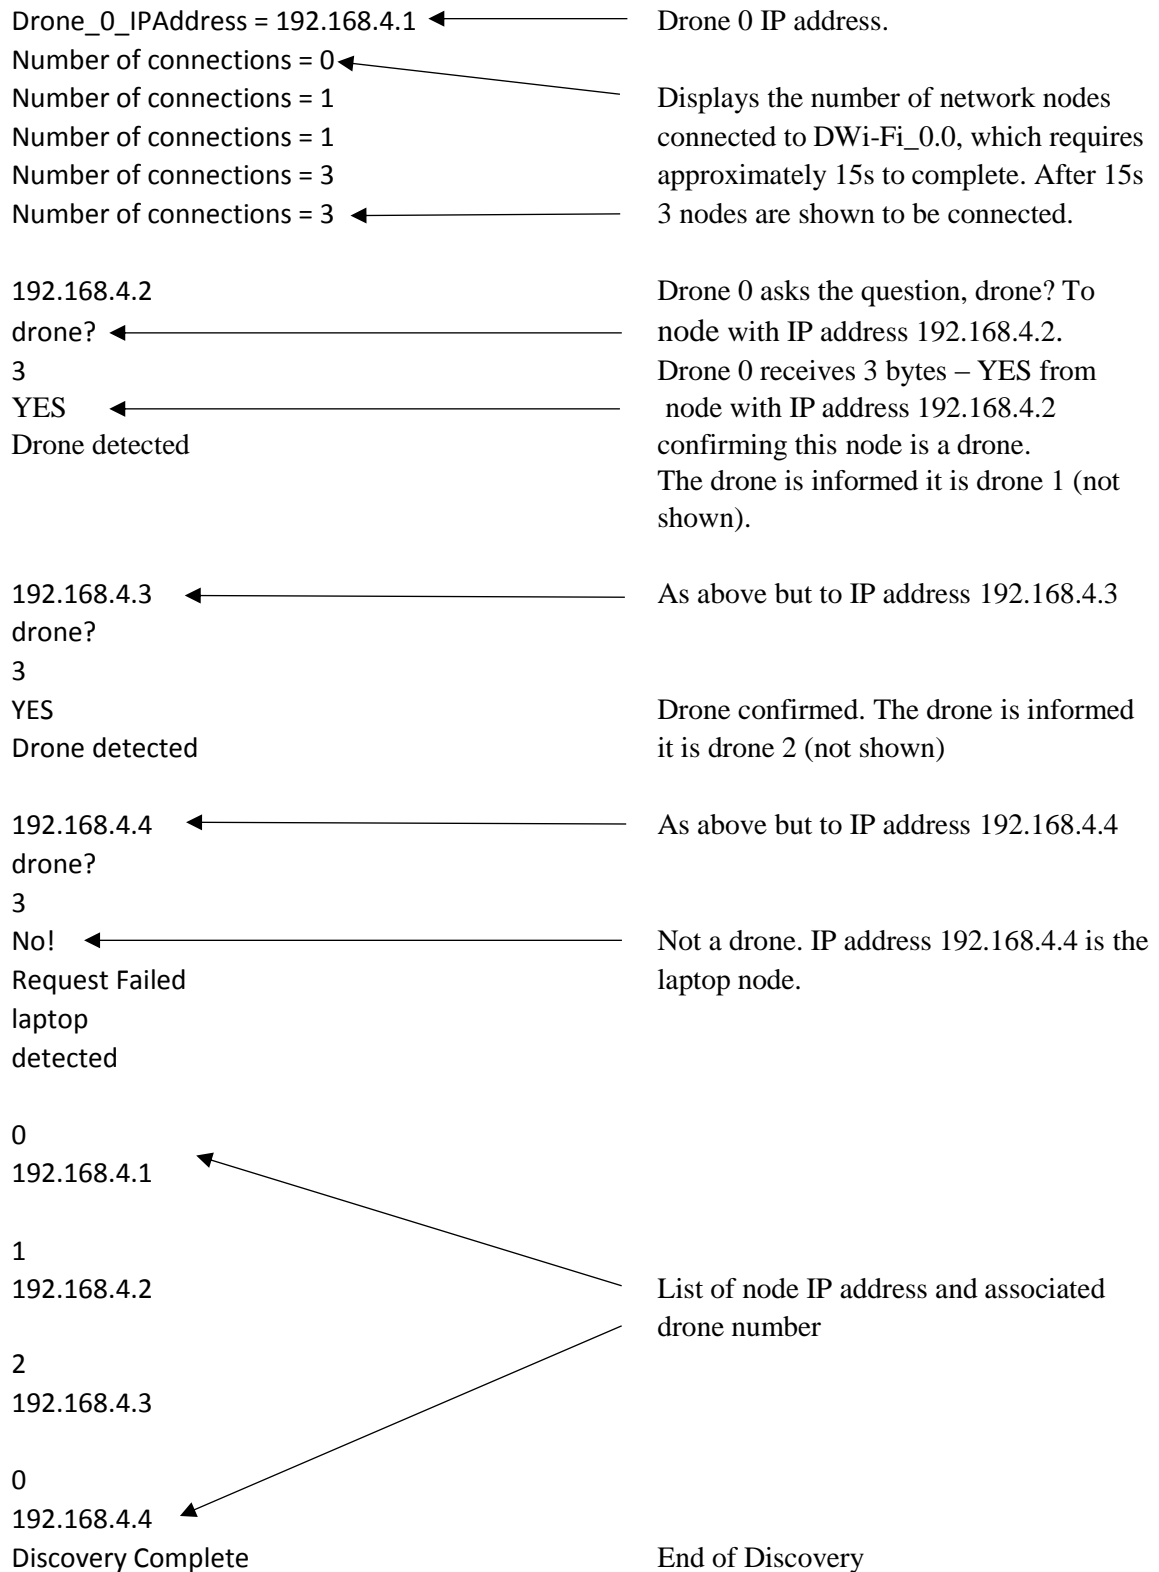 Drone_0_IPAddress = 192.168.4.1
Drone 0 IP address.
Number of connections = 0
Number of connections = 1
Displays the number of network nodes
Number of connections = 1
connected to DWi-Fi_0.0, which requires
Number of connections = 3
approximately 15s to complete. After 15s
Number of connections = 3
3 nodes are shown to be connected.
192.168.4.2
Drone 0 asks the question, drone? To
drone?
node with IP address 192.168.4.2.
3
Drone 0 receives 3 bytes – YES from
YES
node with IP address 192.168.4.2
Drone detected
confirming this node is a drone.
The drone is informed it is drone 1 (not
shown).
192.168.4.3
As above but to IP address 192.168.4.3
drone?
3
YES
Drone confirmed. The drone is informed
Drone detected
it is drone 2 (not shown)
192.168.4.4
As above but to IP address 192.168.4.4
drone?
3
No!
Not a drone. IP address 192.168.4.4 is the
Request Failed
laptop node.
laptop
detected
0
192.168.4.1
1
192.168.4.2
List of node IP address and associated
drone number
2
192.168.4.3
0
192.168.4.4
Discovery Complete
End of Discovery